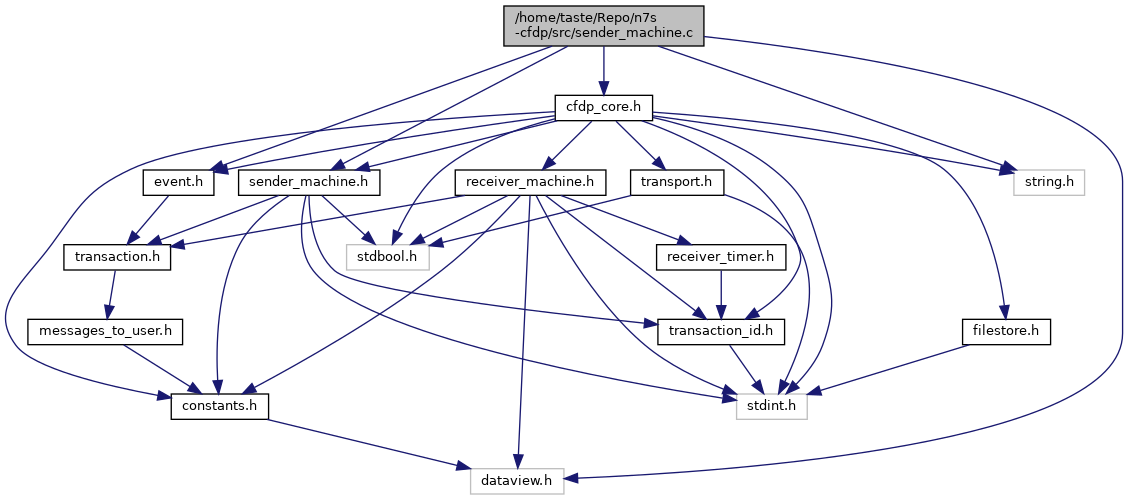 /home/taste/Repo/n7s
-cfdp/src/sender_machine.c
cfdp_core.h
event.h
sender_machine.h
receiver_machine.h
transport.h
string.h
transaction.h
stdbool.h
receiver_timer.h
messages_to_user.h
transaction_id.h
filestore.h
constants.h
stdint.h
dataview.h